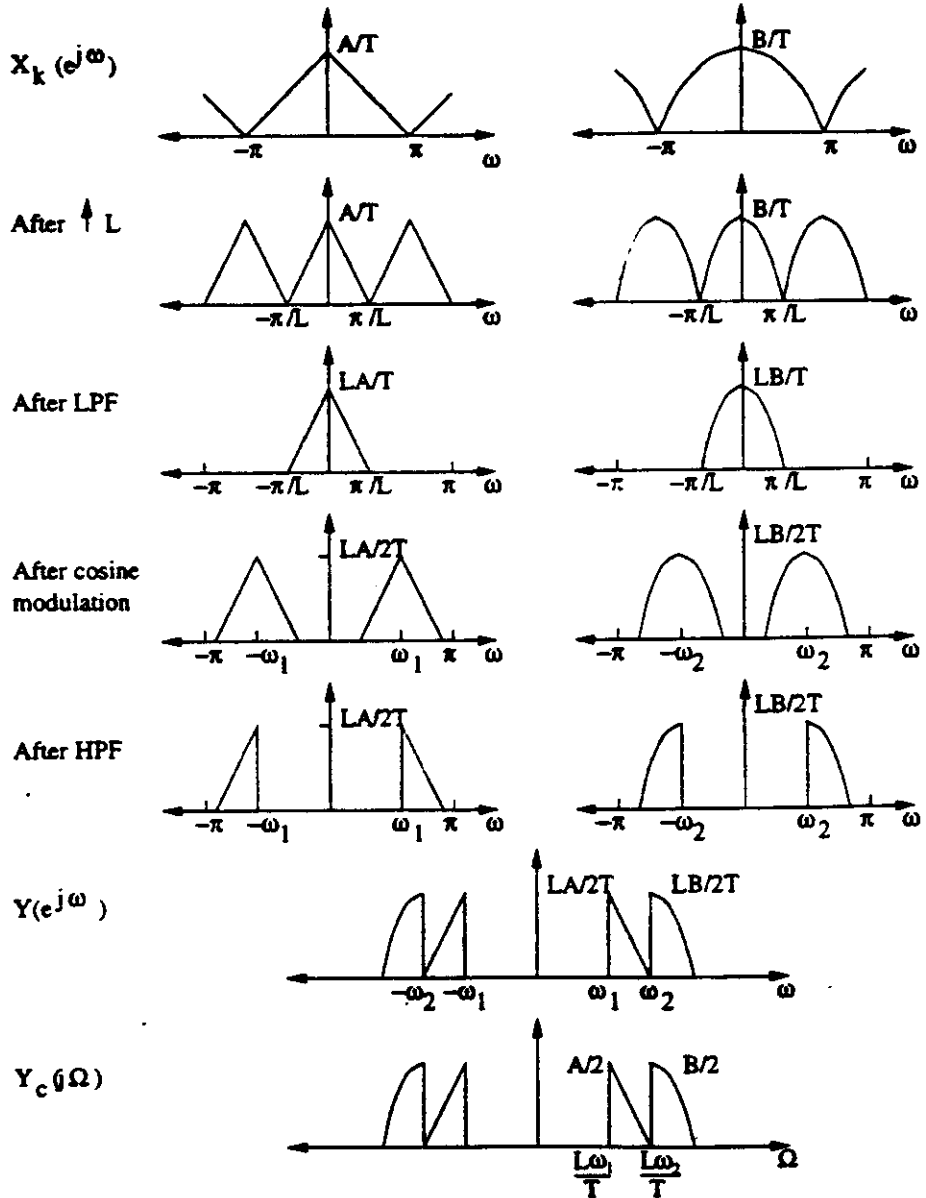 X_k (e^jω)
A/T
B/T
−π π ω
−π π ω
After ↑ L
A/T
B/T
−π/L π/L ω
−π/L π/L ω
After LPF
LA/T
LB/T
−π −π/L π/L π ω
−π −π/L π/L π ω
After cosine
modulation
LA/2T
LB/2T
−π −ω_1 ω_1 π ω
−π −ω_2 ω_2 π ω
After HPF
LA/2T
LB/2T
−π −ω_1 ω_1 π ω
−π −ω_2 ω_2 π ω
Y(e^jω )
LA/2T LB/2T
−ω_2 −ω_1 ω_1 ω_2 ω
Y_c (jΩ)
A/2 B/2
Lω_1/T Lω_2/T Ω